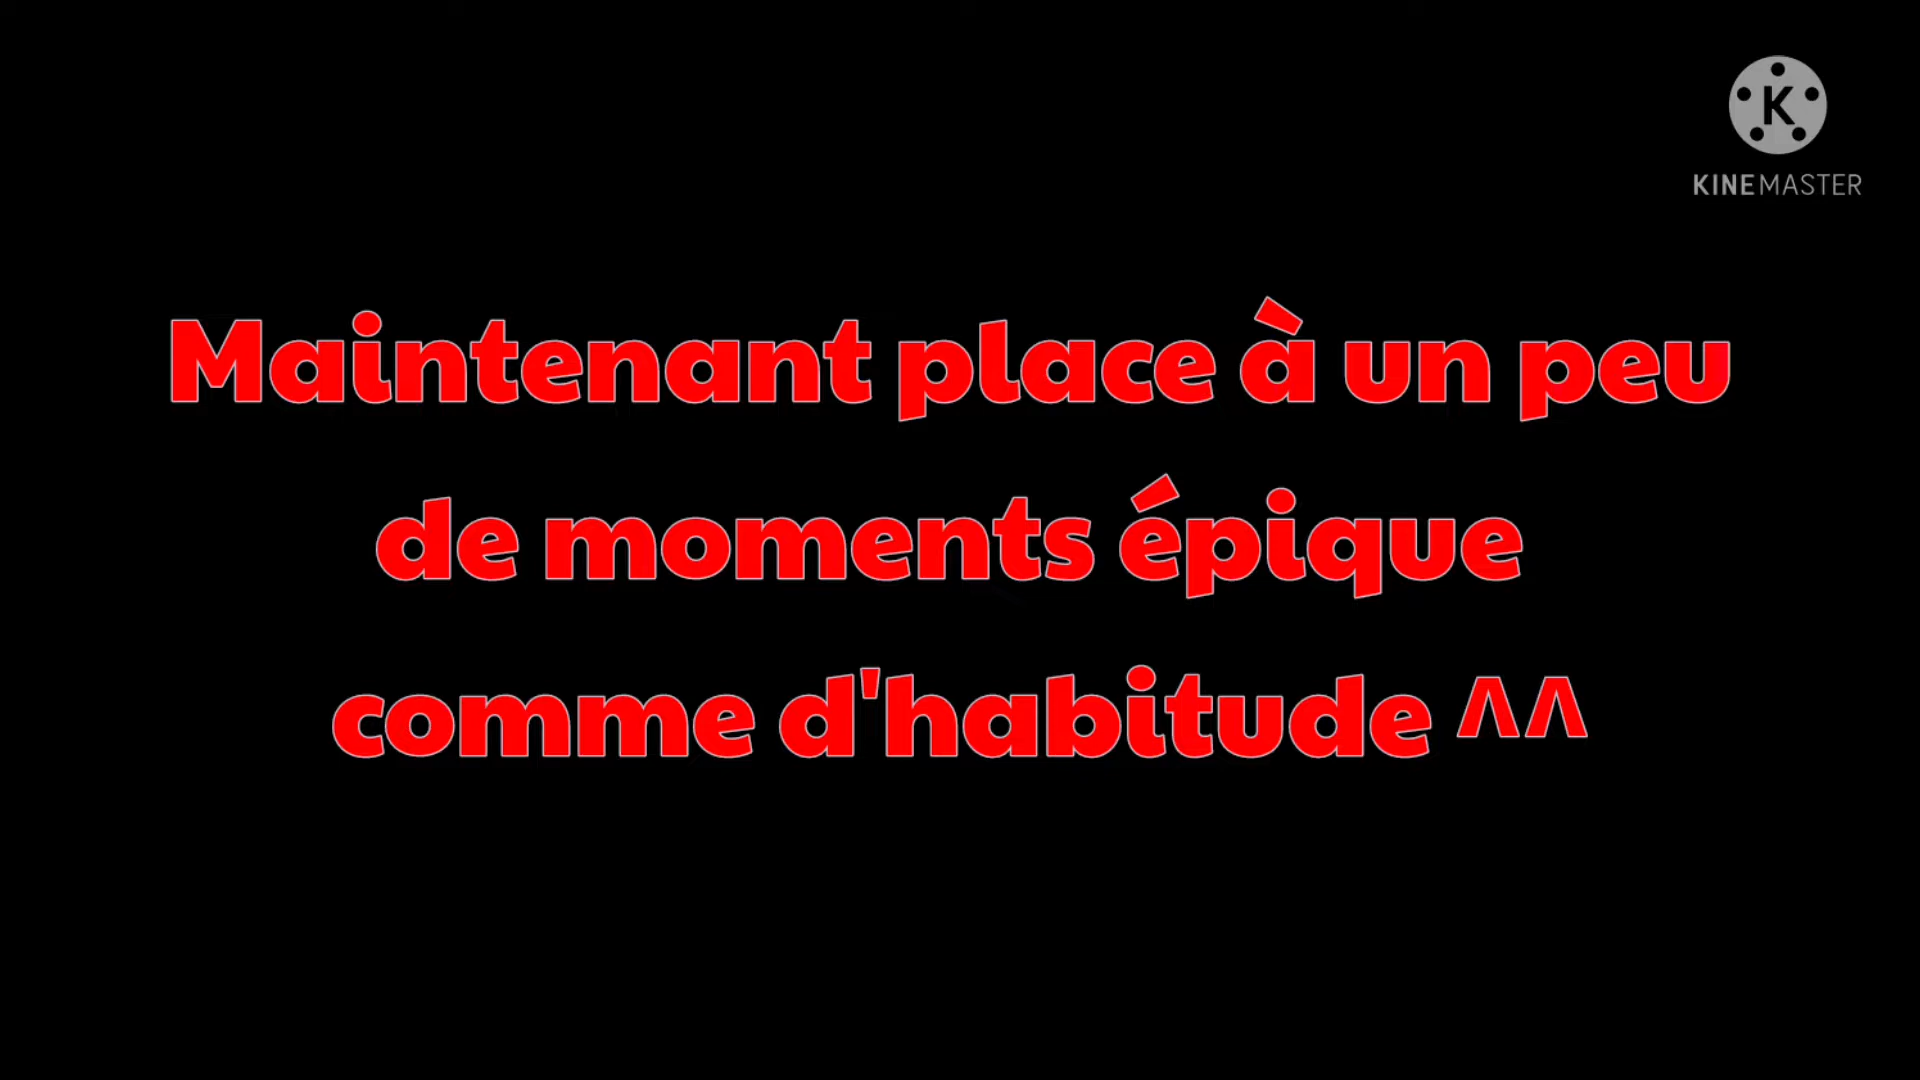 K
KINEMASTER
Maintenant place à un peu
de moments épique
comme d'habitude ^^